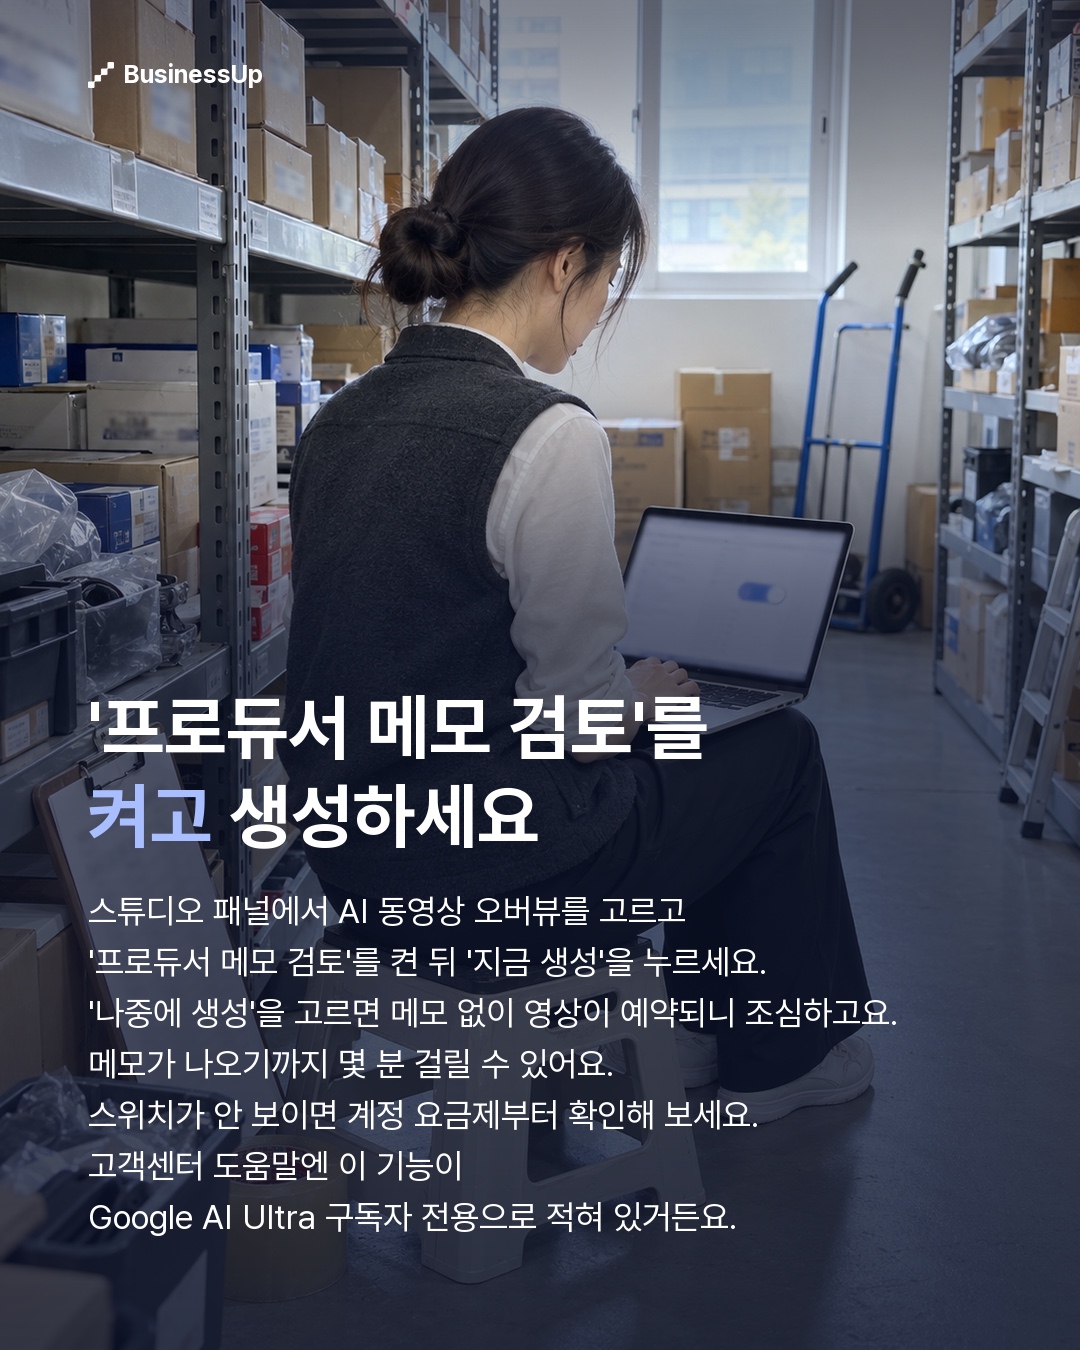 BusinessUp
'프로듀서 메모 검토'를
켜고 생성하세요
스튜디오 패널에서 AI 동영상 오버뷰를 고르고
'프로듀서 메모 검토'를 켠 뒤 '지금 생성'을 누르세요.
'나중에 생성'을 고르면 메모 없이 영상이 예약되니 조심하고요.
메모가 나오기까지 몇 분 걸릴 수 있어요.
스위치가 안 보이면 계정 요금제부터 확인해 보세요.
고객센터 도움말엔 이 기능이
Google AI Ultra 구독자 전용으로 적혀 있거든요.